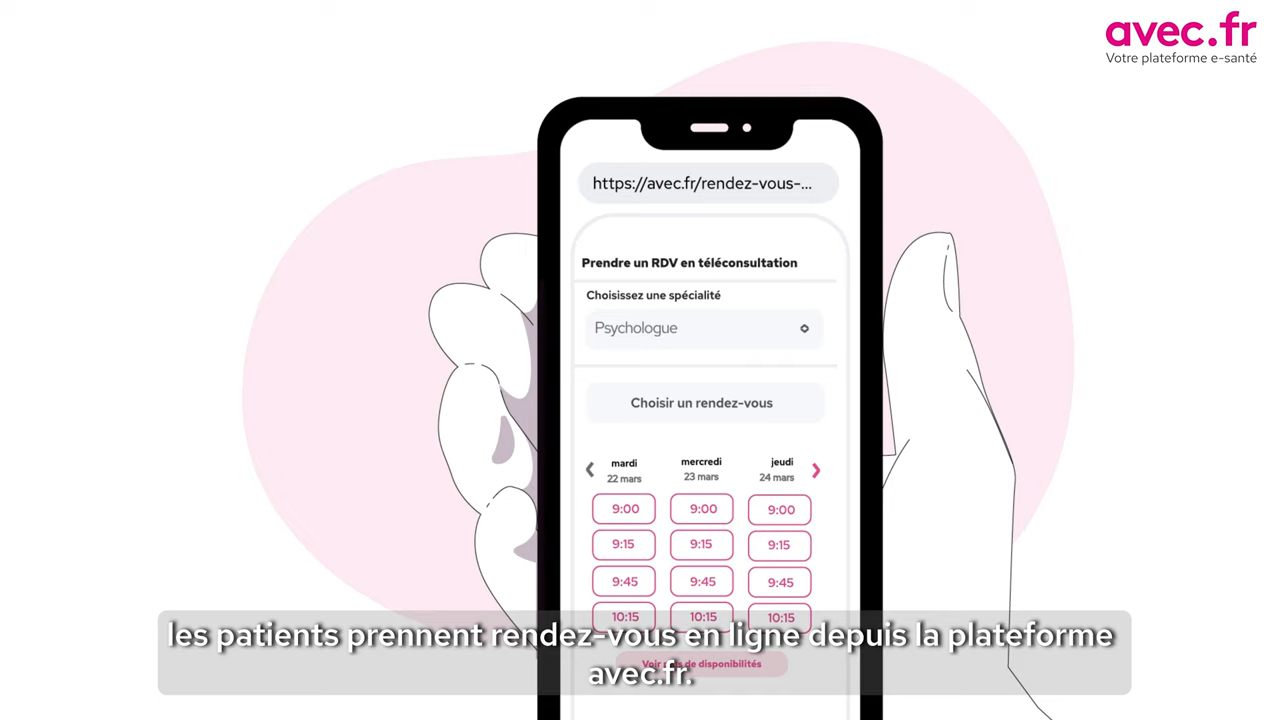 avec.fr
Votre plateforme e-santé
https://avec.fr/rendez-vous-...
Prendre un RDV en téléconsultation
Choisissez une spécialité
Psychologue
Choisir un rendez-vous
mardi mercredi jeudi
22 mars 23 mars 24 mars
9:00 9:00 9:00
9:15 9:15 9:15
9:45 9:45 9:45
10:15 10:15 10:15
les patients prennent rendez-vous en ligne depuis la plateforme
Voir de disponibilités
avec.fr.